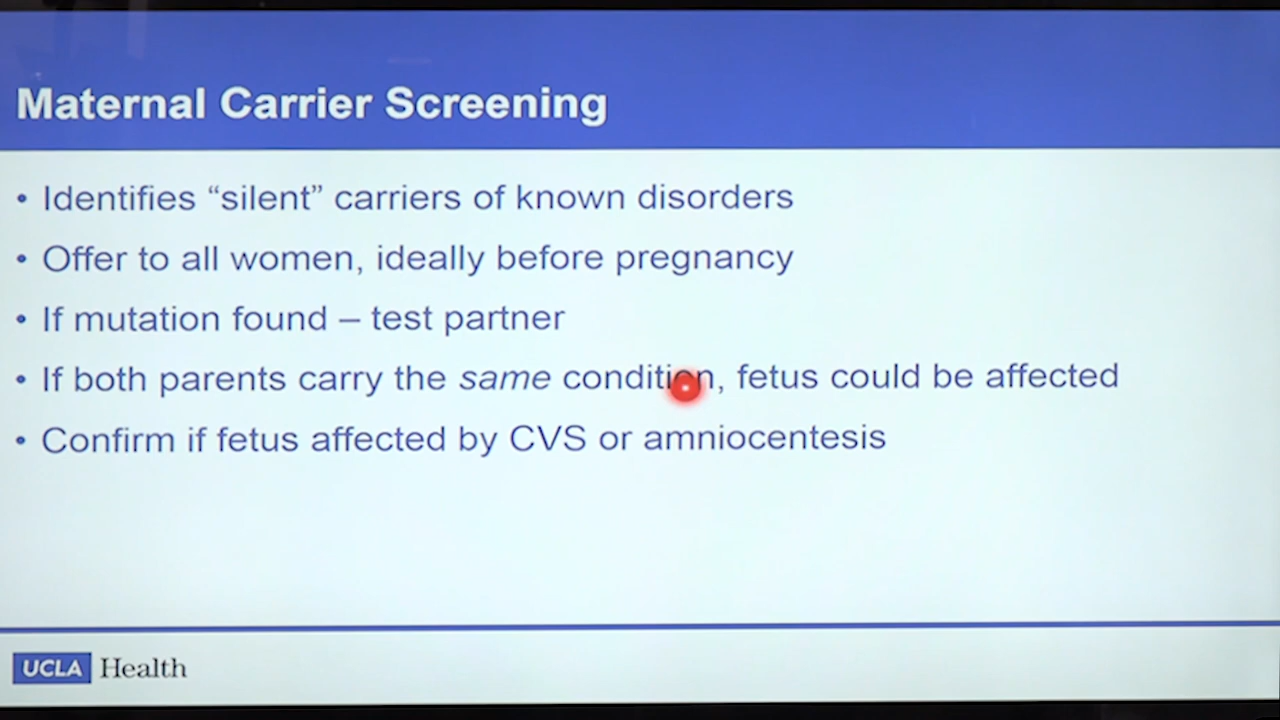 Maternal Carrier Screening
• Identifies “silent” carriers of known disorders
• Offer to all women, ideally before pregnancy
• If mutation found – test partner
• If both parents carry the same condition, fetus could be affected
• Confirm if fetus affected by CVS or amniocentesis
UCLA Health